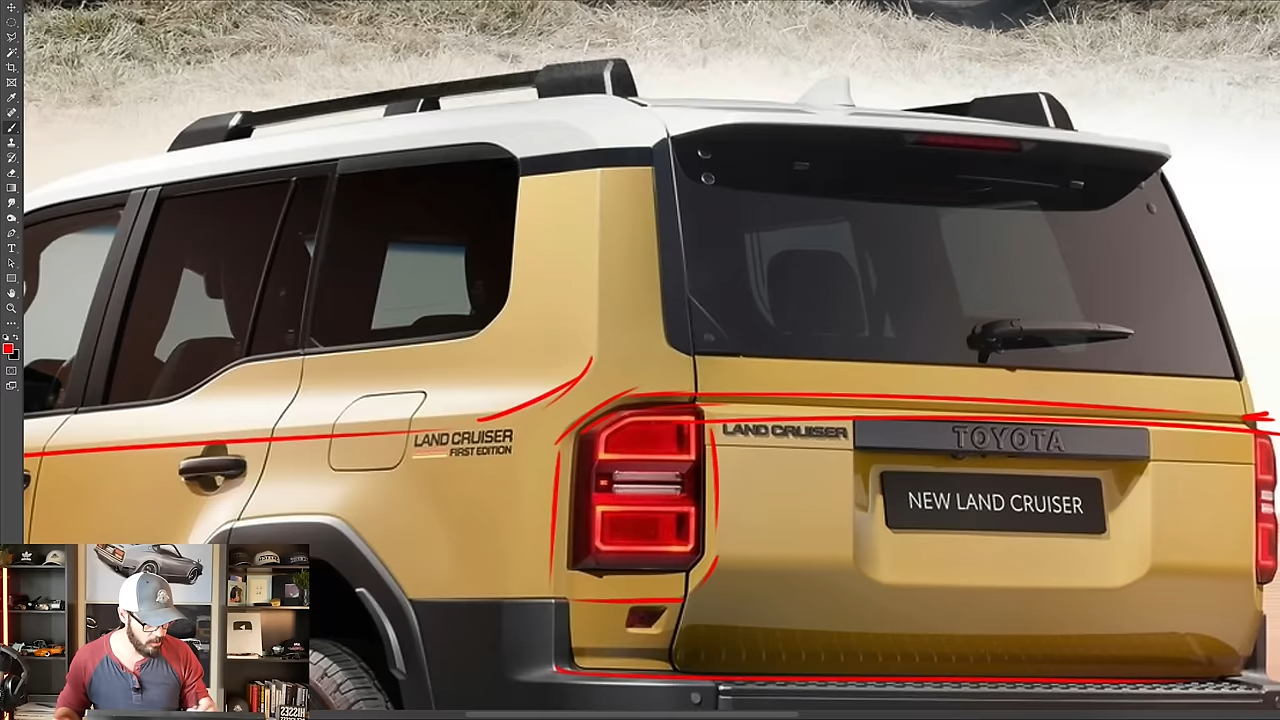 LAND CRUISER
FIRST EDITION
LAND CRUISER
TOYOTA
NEW LAND CRUISER